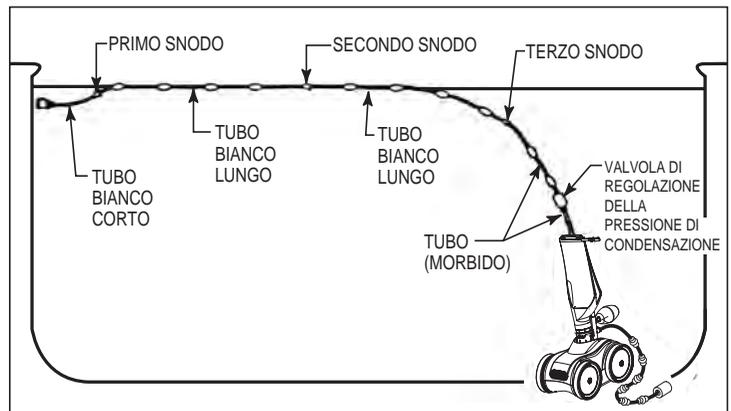 PRIMO SNODO
SECONDO SNODO
TERZO SNODO
TUBO
BIANCO
CORTO
TUBO
BIANCO
LUNGO
TUBO
BIANCO
LUNGO
TUBO
(MORBIDO)
VALVOLA DI
REGOLAZIONE
DELLA
PRESSIONE DI
CONDENSAZIONE